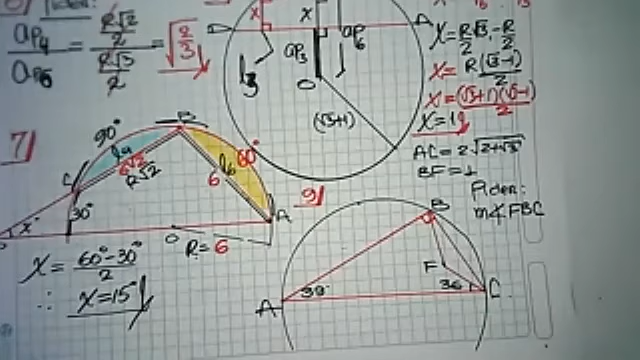 Piden:
ap4 / ap6 = (R√2/2) / (R√3/2) = √(2/3)
x
x
D
A
ap3
ap6
l3
O
(√3+1)
X = R√3/2 - R/2
X = R(√3-1)/2
X = (√3+1)(√3-1)/2
X = 1
7/
90°
B
60°
l4
6√2
R√2
l6
6
C
30°
x
O
R = 6
A
X = (60° - 30°)/2
∴ X = 15°
9/
AC = 2√(2+√3)
BF = 1
Piden:
m∢FBC
B
F
36
A
C